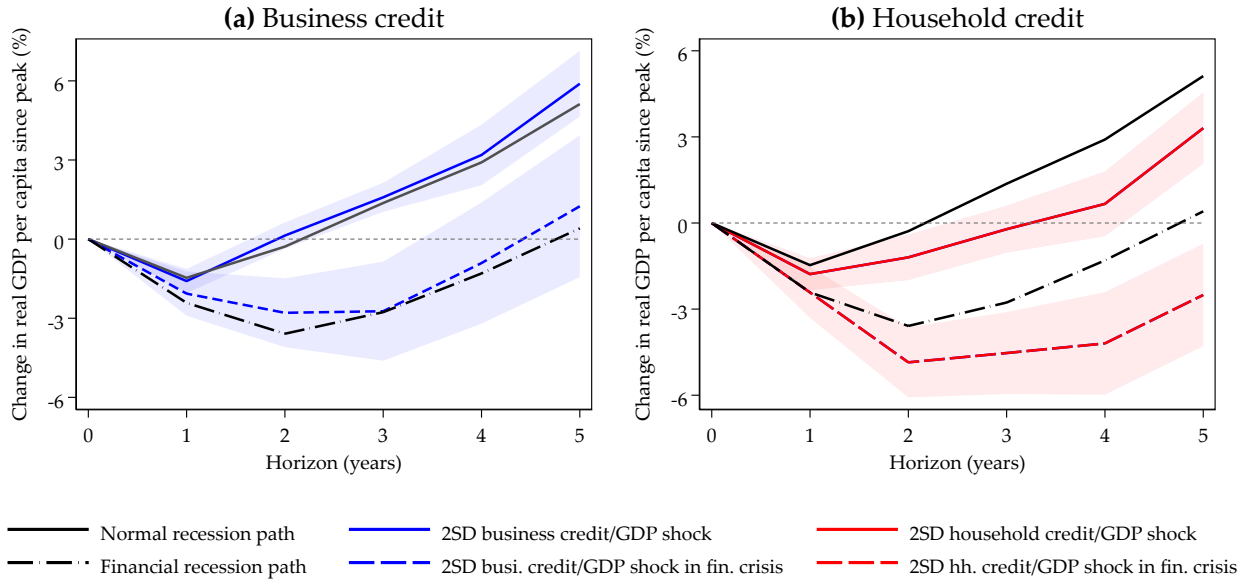 (a) Business credit
Change in real GDP per capita since peak (%)
6
3
0
-3
-6
0 1 2 3 4 5
Horizon (years)
(b) Household credit
Change in real GDP per capita since peak (%)
6
3
0
-3
-6
0 1 2 3 4 5
Horizon (years)
Normal recession path
2SD business credit/GDP shock
2SD household credit/GDP shock
Financial recession path
2SD busi. credit/GDP shock in fin. crisis
2SD hh. credit/GDP shock in fin. crisis